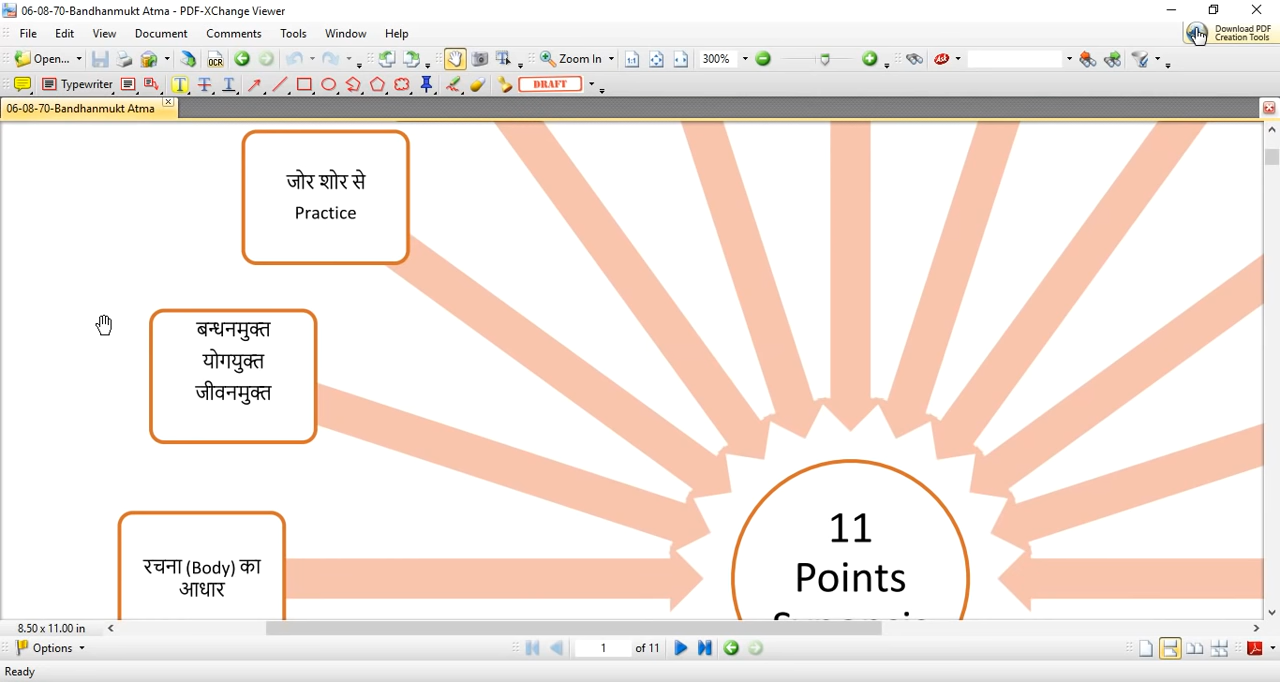 06-08-70-Bandhanmukt Atma - PDF-XChange Viewer
File Edit View Document Comments Tools Window Help
Download PDF
Creation Tools
Open... OCR Zoom In 300%
Typewriter DRAFT
06-08-70-Bandhanmukt Atma
जोर शोर से
Practice
बन्धनमुक्त
योगयुक्त
जीवनमुक्त
रचना (Body) का
आधार
11
Points
Synopsis
8.50 x 11.00 in
Options 1 of 11
Ready